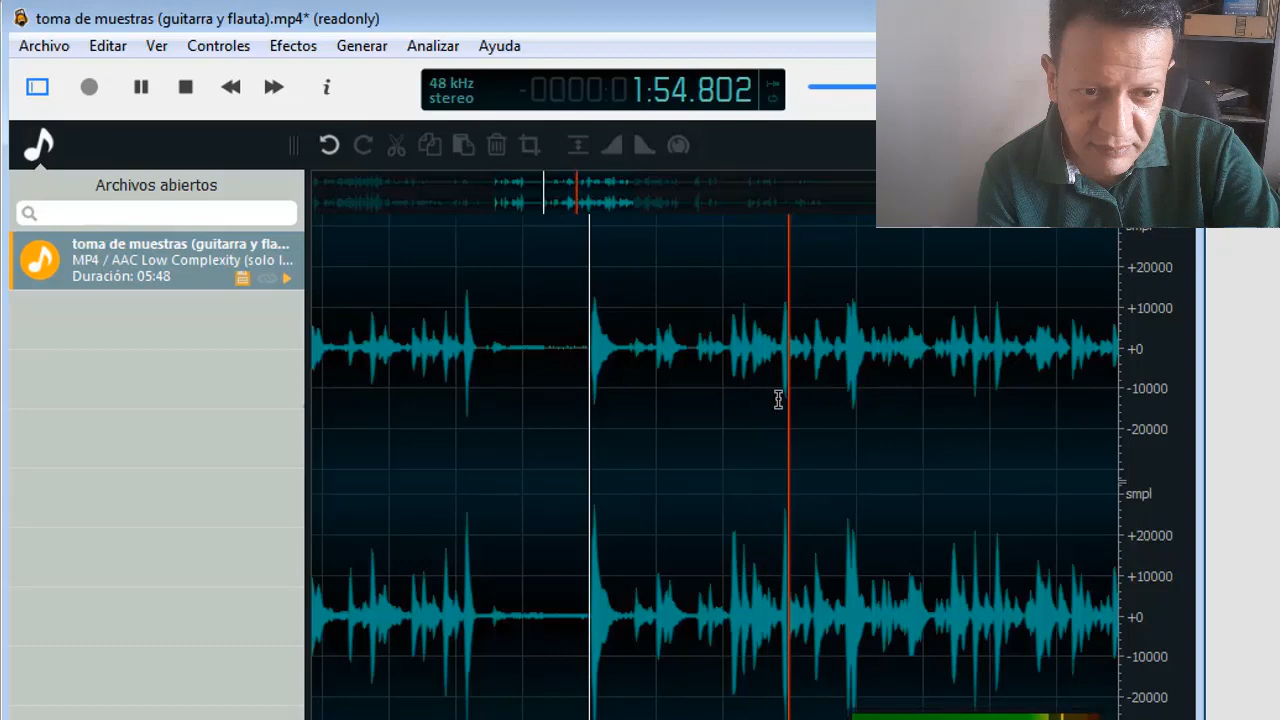 toma de muestras (guitarra y flauta).mp4* (readonly)
Archivo Editar Ver Controles Efectos Generar Analizar Ayuda
48 kHz
stereo
-0000:01:54.802
Archivos abiertos
toma de muestras (guitarra y fla...
MP4 / AAC Low Complexity (solo l...
Duración: 05:48
smpl
+20000
+10000
+0
-10000
-20000
smpl
+20000
+10000
+0
-10000
-20000